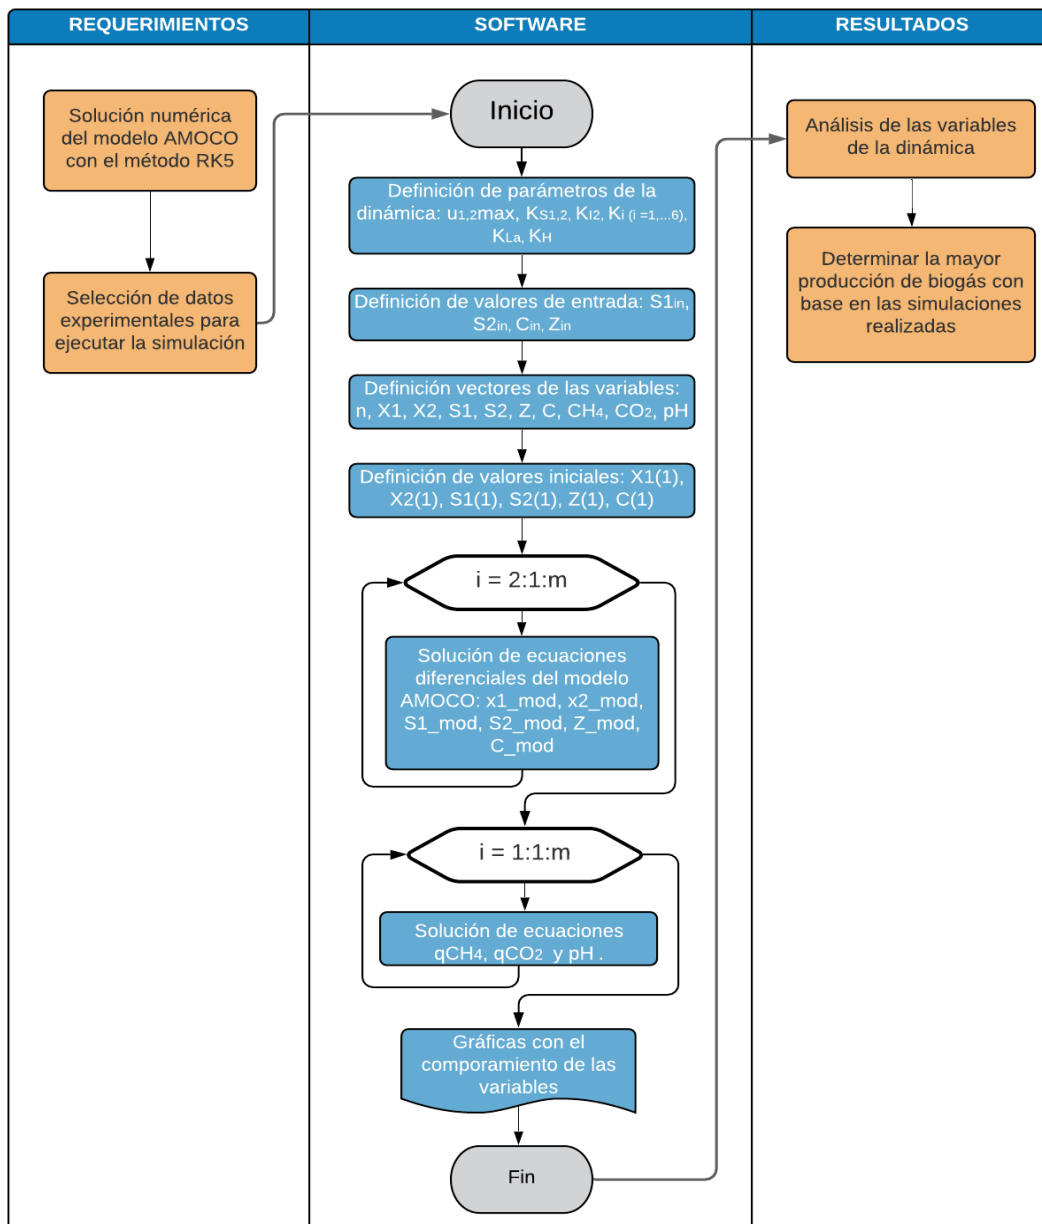 REQUERIMIENTOS
SOFTWARE
RESULTADOS
Solución numérica
del modelo AMOCO
con el método RK5
Selección de datos
experimentales para
ejecutar la simulación
Inicio
Definición de parámetros de la
dinámica: u1,2max, KS1,2, KI2, Ki (i =1,...6),
KLa, KH
Definición de valores de entrada: S1in,
S2in, Cin, Zin
Definición vectores de las variables:
n, X1, X2, S1, S2, Z, C, CH4, CO2, pH
Definición de valores iniciales: X1(1),
X2(1), S1(1), S2(1), Z(1), C(1)
i = 2:1:m
Solución de ecuaciones
diferenciales del modelo
AMOCO: x1_mod, x2_mod,
S1_mod, S2_mod, Z_mod,
C_mod
i = 1:1:m
Solución de ecuaciones
qCH4, qCO2 y pH .
Gráficas con el
comporamiento de las
variables
Fin
Análisis de las variables
de la dinámica
Determinar la mayor
producción de biogás con
base en las simulaciones
realizadas